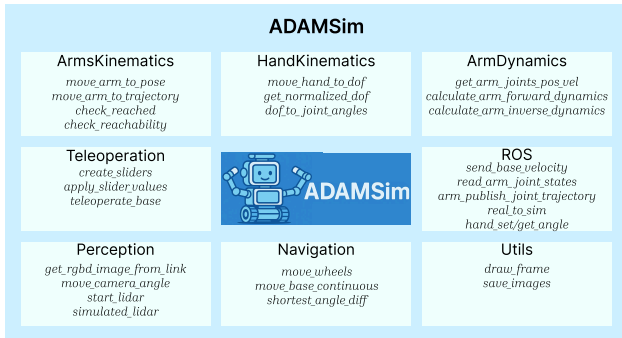 ADAMSim
ArmsKinematics
move_arm_to_pose
move_arm_to_trajectory
check_reached
check_reachability
HandKinematics
move_hand_to_dof
get_normalized_dof
dof_to_joint_angles
ArmDynamics
get_arm_joints_pos_vel
calculate_arm_forward_dynamics
calculate_arm_inverse_dynamics
Teleoperation
create_sliders
apply_slider_values
teleoperate_base
ADAMSim
ROS
send_base_velocity
read_arm_joint_states
arm_publish_joint_trajectory
real_to_sim
hand_set/get_angle
Perception
get_rgbd_image_from_link
move_camera_angle
start_lidar
simulated_lidar
Navigation
move_wheels
move_base_continuous
shortest_angle_diff
Utils
draw_frame
save_images